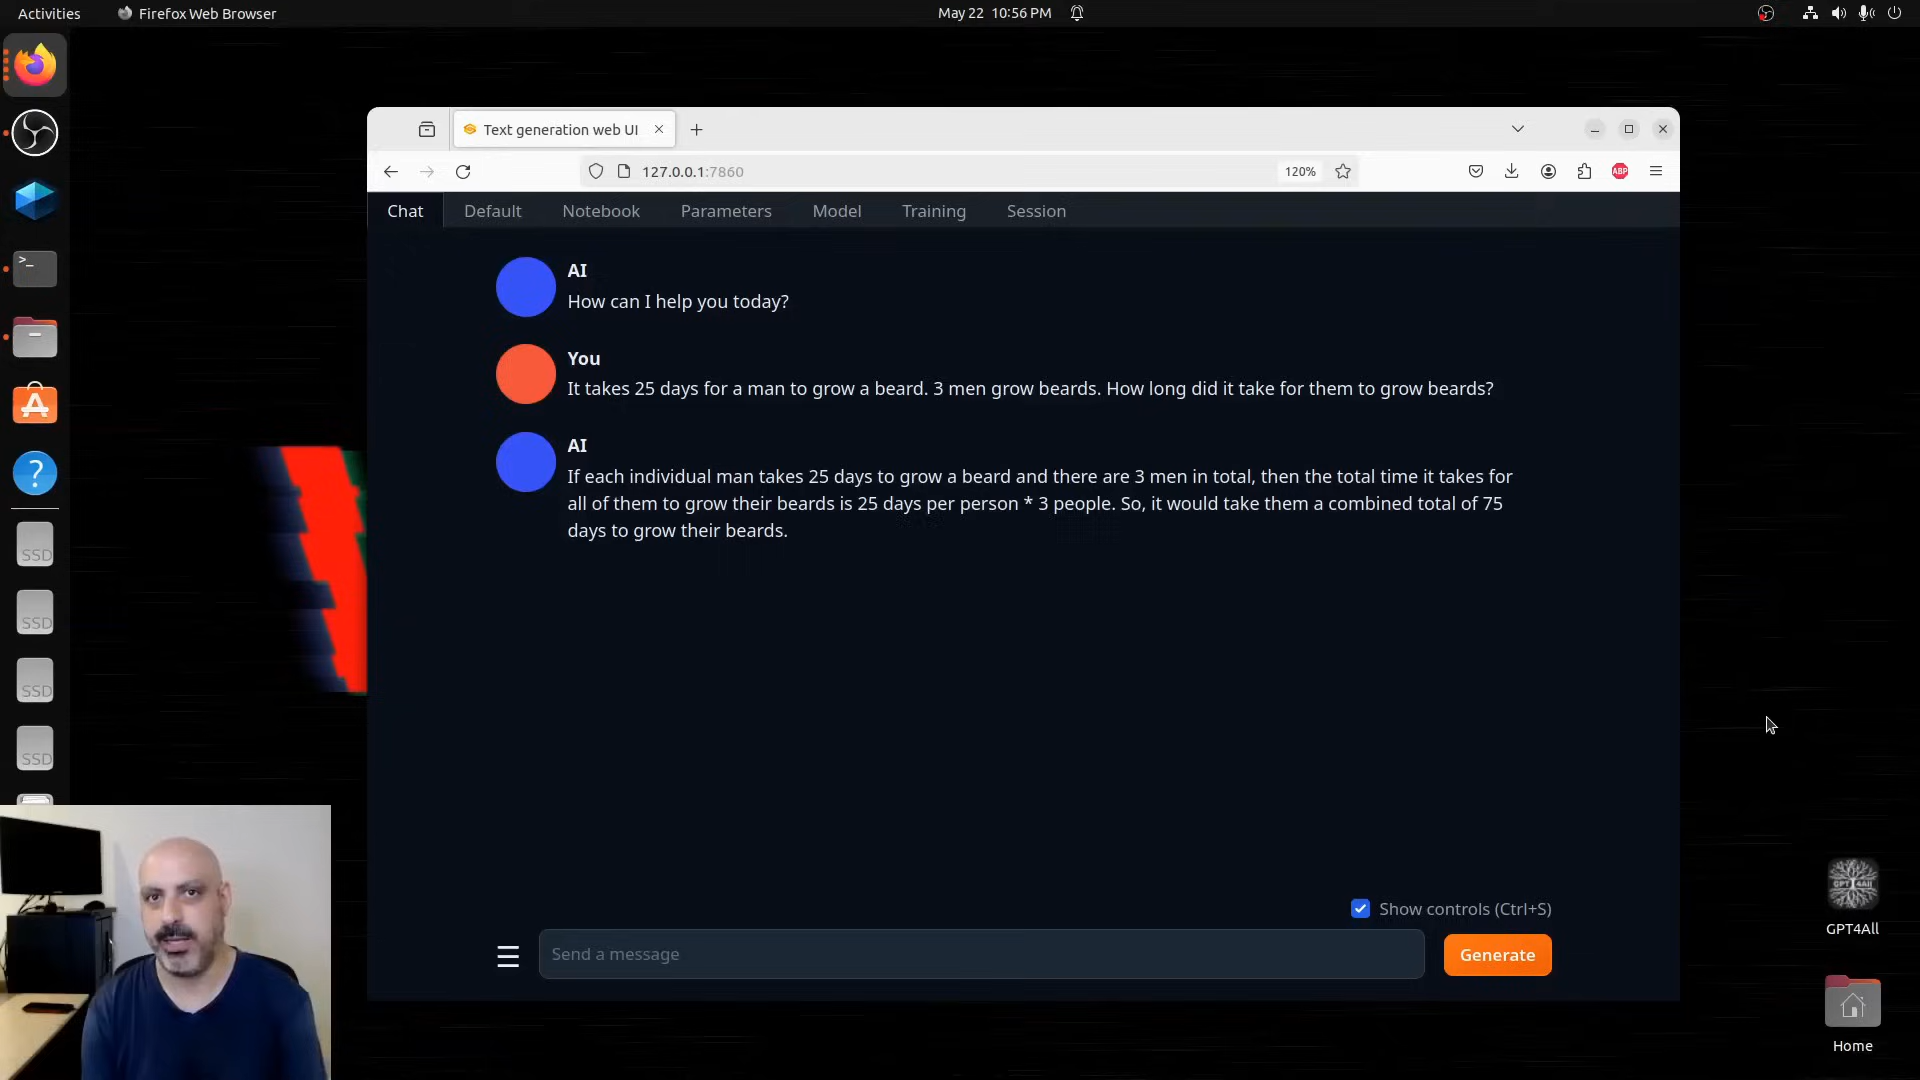 Activities Firefox Web Browser May 22 10:56 PM
Text generation web UI
127.0.0.1:7860 120% ABP
Chat Default Notebook Parameters Model Training Session
AI
How can I help you today?
You
It takes 25 days for a man to grow a beard. 3 men grow beards. How long did it take for them to grow beards?
AI
If each individual man takes 25 days to grow a beard and there are 3 men in total, then the total time it takes for
all of them to grow their beards is 25 days per person * 3 people. So, it would take them a combined total of 75
days to grow their beards.
SSD
SSD
SSD
SSD
Show controls (Ctrl+S)
Send a message
Generate
GPT4All
GPT4All
Home